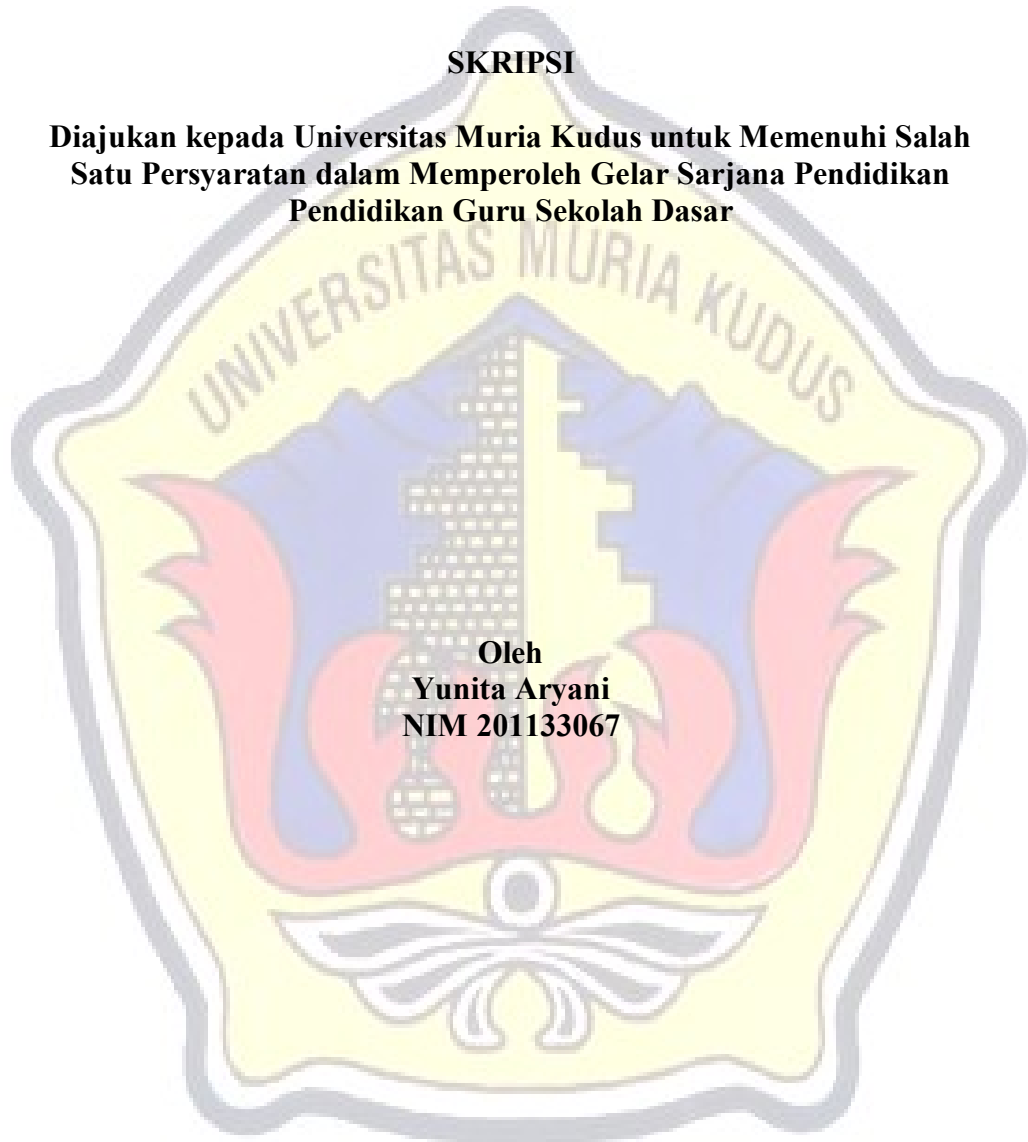 SKRIPSI
Diajukan kepada Universitas Muria Kudus untuk Memenuhi Salah
Satu Persyaratan dalam Memperoleh Gelar Sarjana Pendidikan
Pendidikan Guru Sekolah Dasar
UNIVERSITAS MURIA KUDUS
Oleh
Yunita Aryani
NIM 201133067